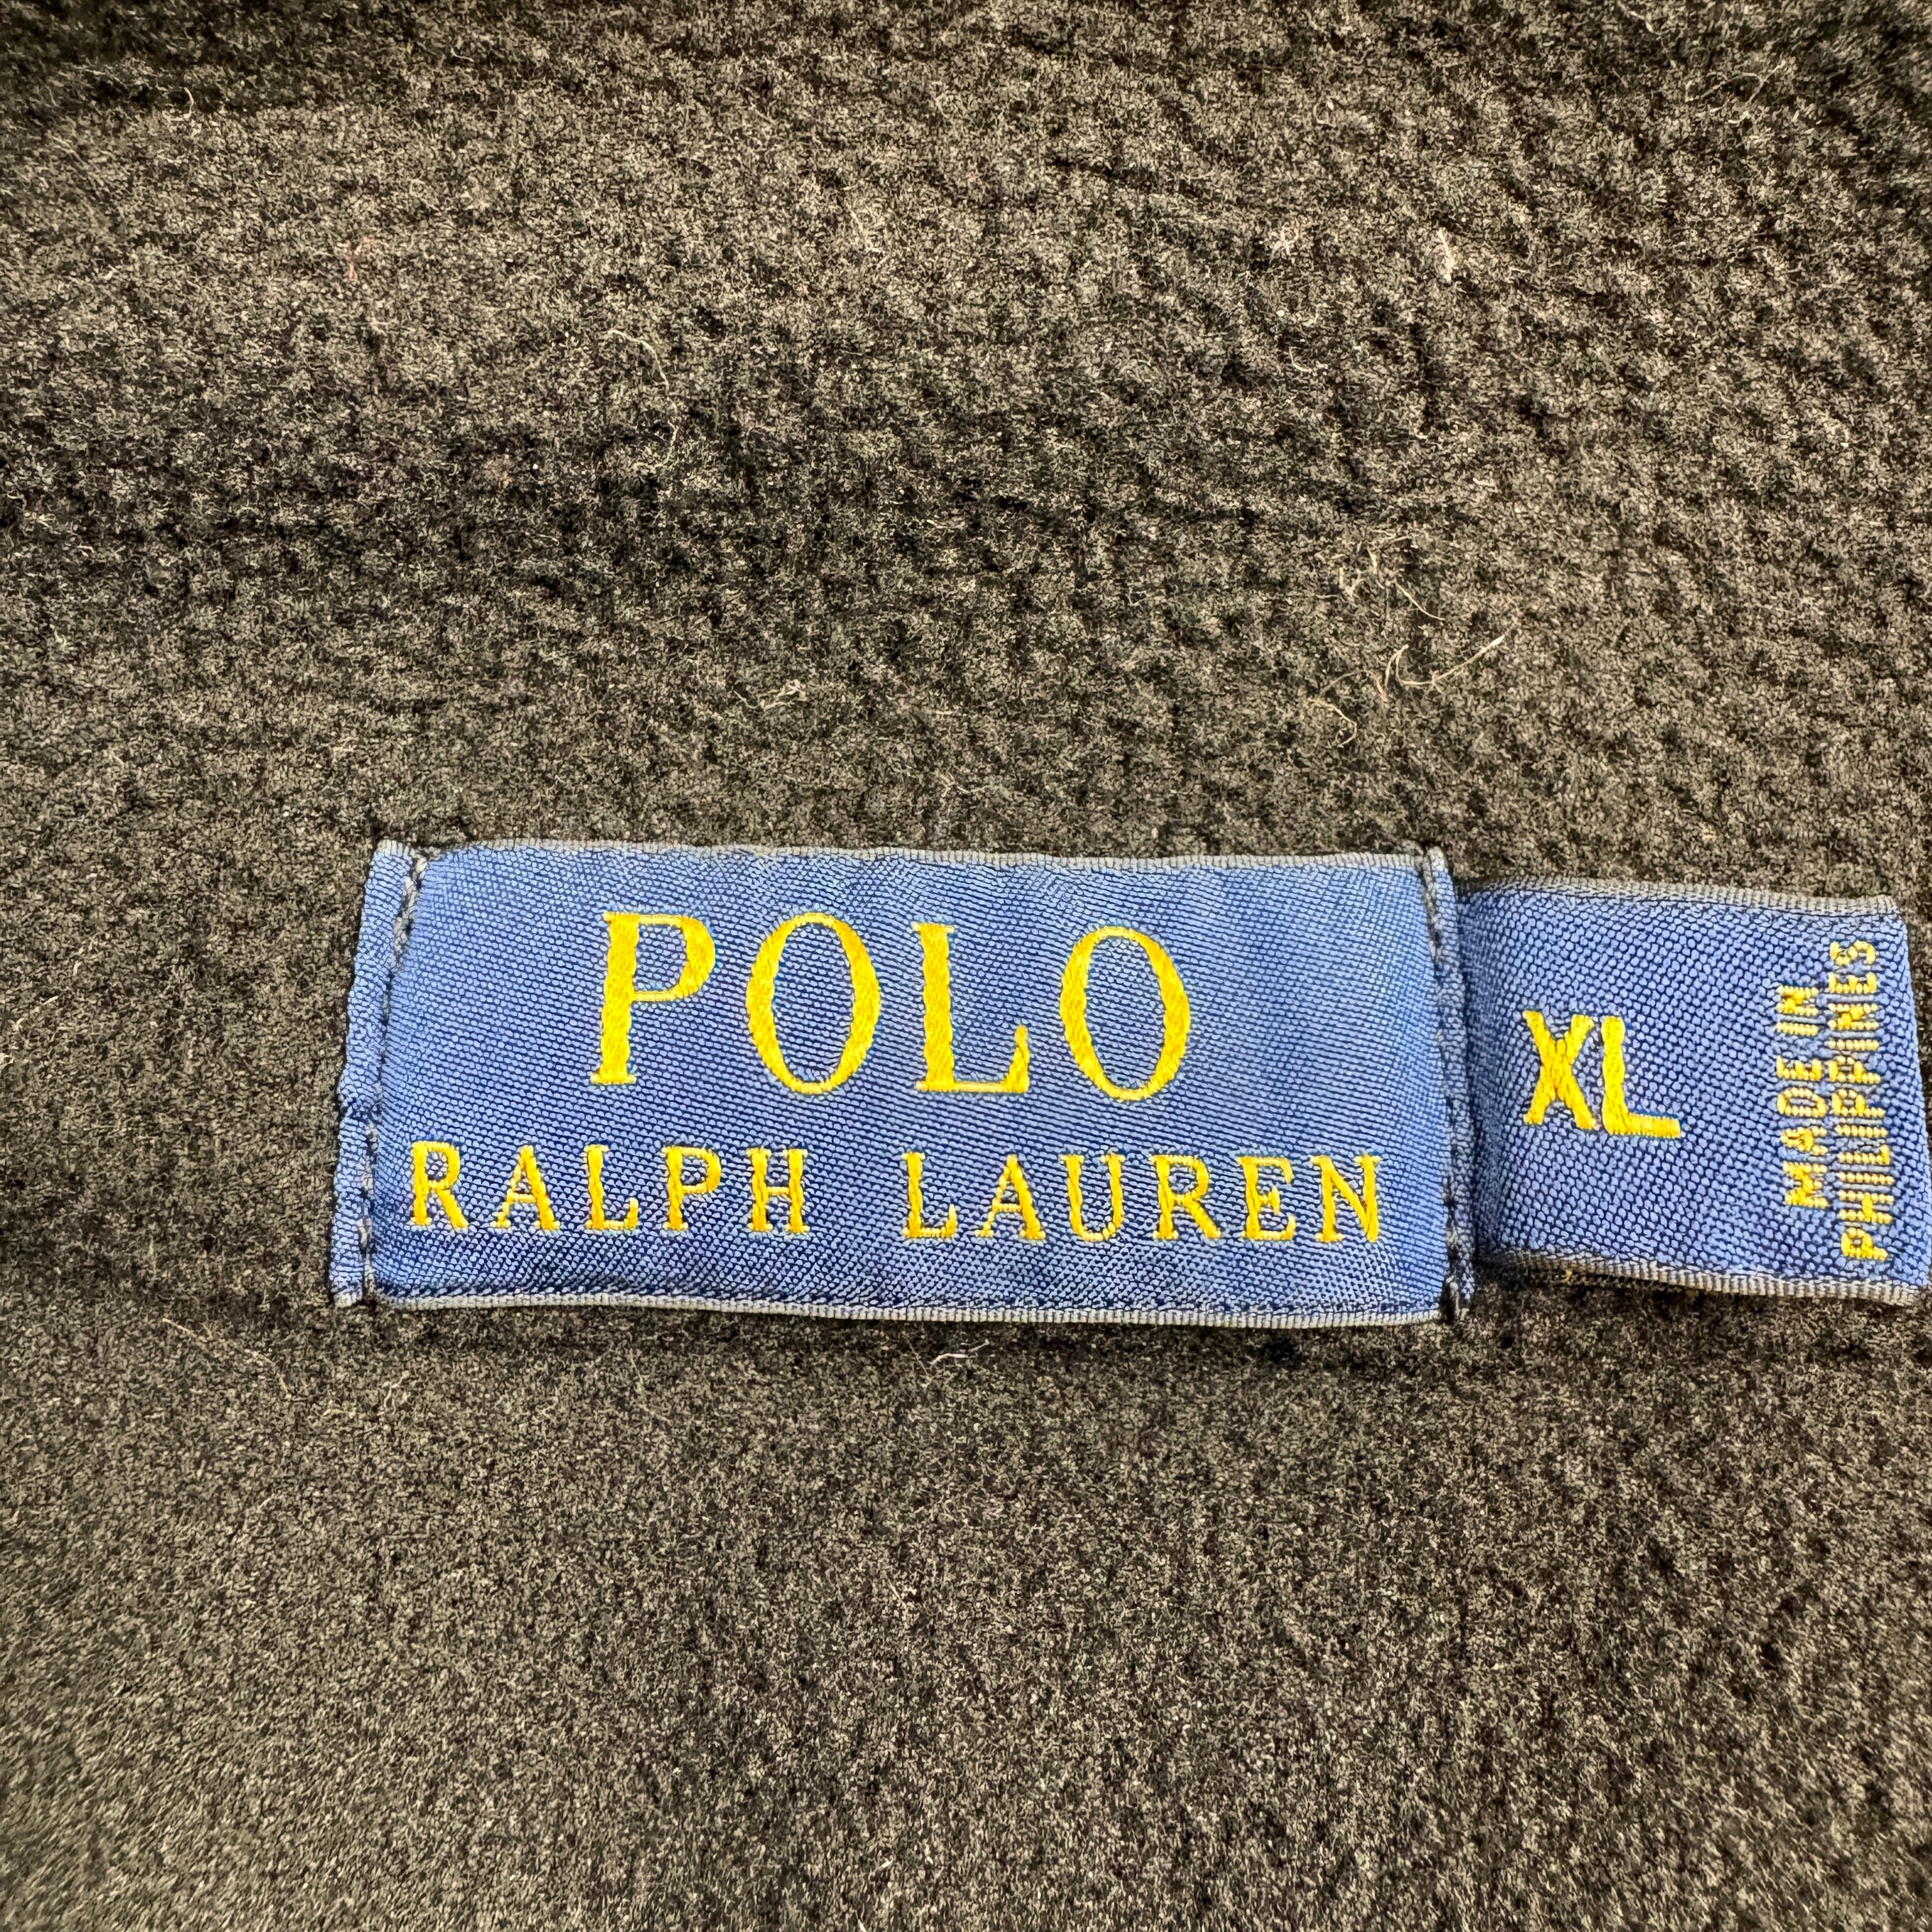 POLO
RALPH LAUREN
XL
MADE IN
PHILIPPINES